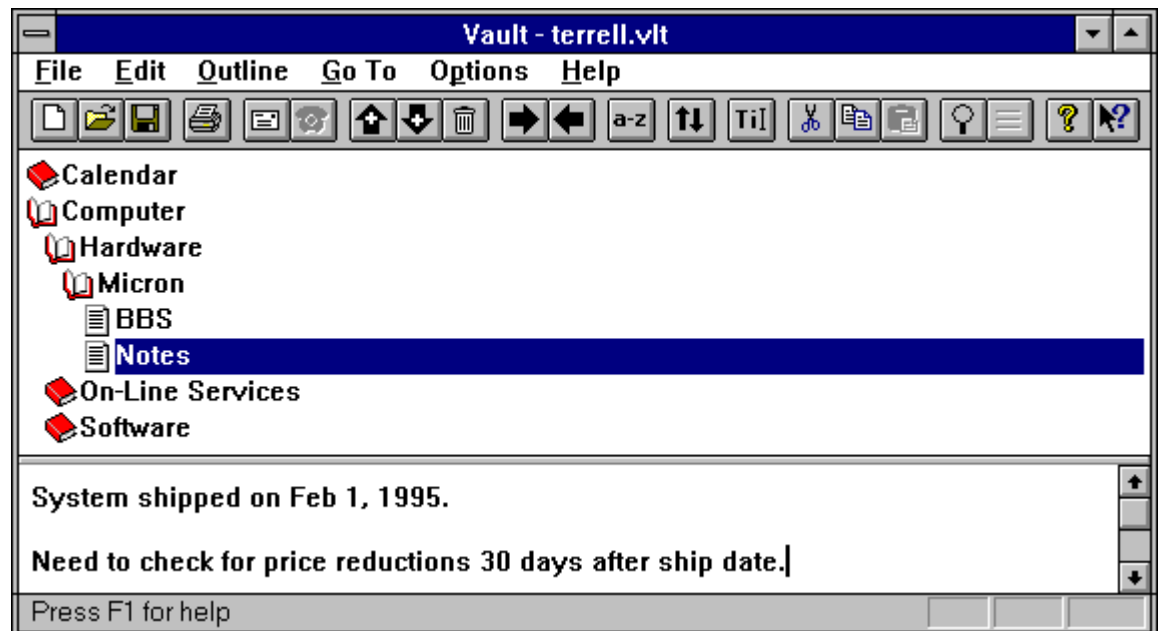 Vault - terrell.vlt
File Edit Outline Go To Options Help
a-z TiI
Calendar
Computer
Hardware
Micron
BBS
Notes
On-Line Services
Software
System shipped on Feb 1, 1995.
Need to check for price reductions 30 days after ship date.
Press F1 for help